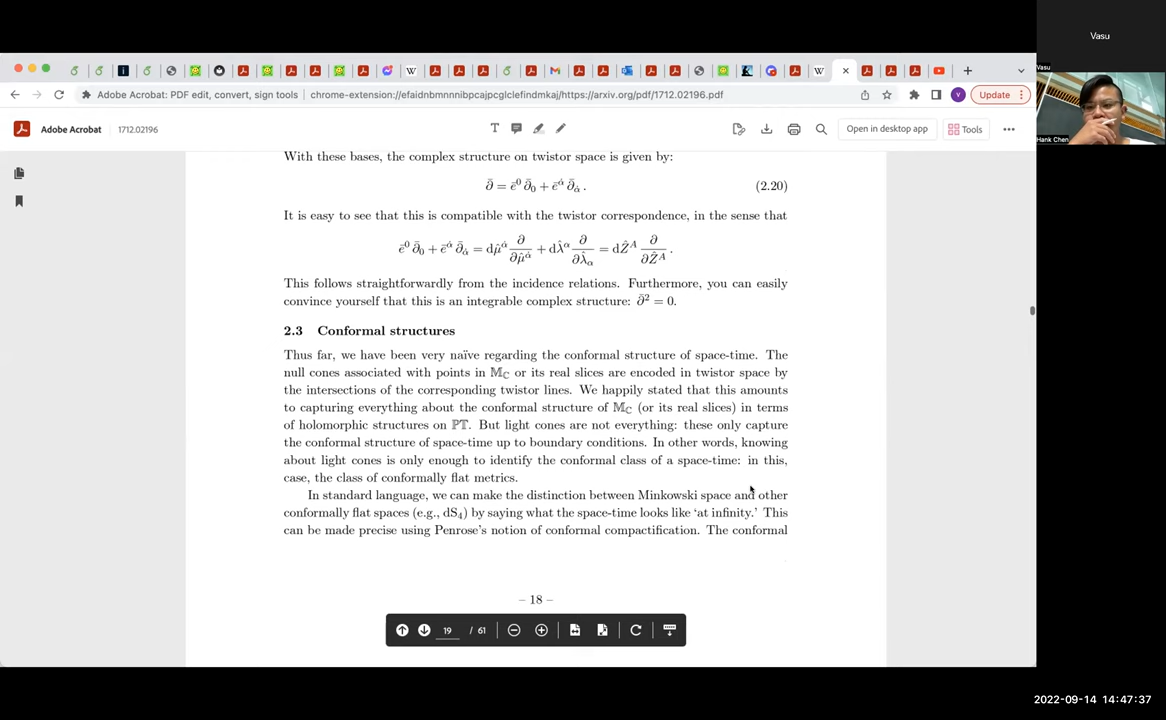 Vasu
Vasu
Hank Chen
Update
Adobe Acrobat: PDF edit, convert, sign tools | chrome-extension://efaidnbmnnnibpcajpcglclefindmkaj/https://arxiv.org/pdf/1712.02196.pdf
Adobe Acrobat 1712.02196
Open in desktop app
Tools
With these bases, the complex structure on twistor space is given by:
∂̄ = ē⁰ ∂̄₀ + ē^α̇ ∂̄_α̇ . (2.20)
It is easy to see that this is compatible with the twistor correspondence, in the sense that
ē⁰ ∂̄₀ + ē^α̇ ∂̄_α̇ = dμ̂^α̇ ∂/∂μ̂^α̇ + dλ̂^α ∂/∂λ̂_α = dẐ^A ∂/∂Ẑ^A .
This follows straightforwardly from the incidence relations. Furthermore, you can easily
convince yourself that this is an integrable complex structure: ∂̄² = 0.
2.3 Conformal structures
Thus far, we have been very naïve regarding the conformal structure of space-time. The
null cones associated with points in 𝕄_ℂ or its real slices are encoded in twistor space by
the intersections of the corresponding twistor lines. We happily stated that this amounts
to capturing everything about the conformal structure of 𝕄_ℂ (or its real slices) in terms
of holomorphic structures on ℙ𝕋. But light cones are not everything: these only capture
the conformal structure of space-time up to boundary conditions. In other words, knowing
about light cones is only enough to identify the conformal class of a space-time: in this,
case, the class of conformally flat metrics.
In standard language, we can make the distinction between Minkowski space and other
conformally flat spaces (e.g., dS₄) by saying what the space-time looks like ‘at infinity.’ This
can be made precise using Penrose’s notion of conformal compactification. The conformal
– 18 –
19 / 61
2022-09-14 14:47:37